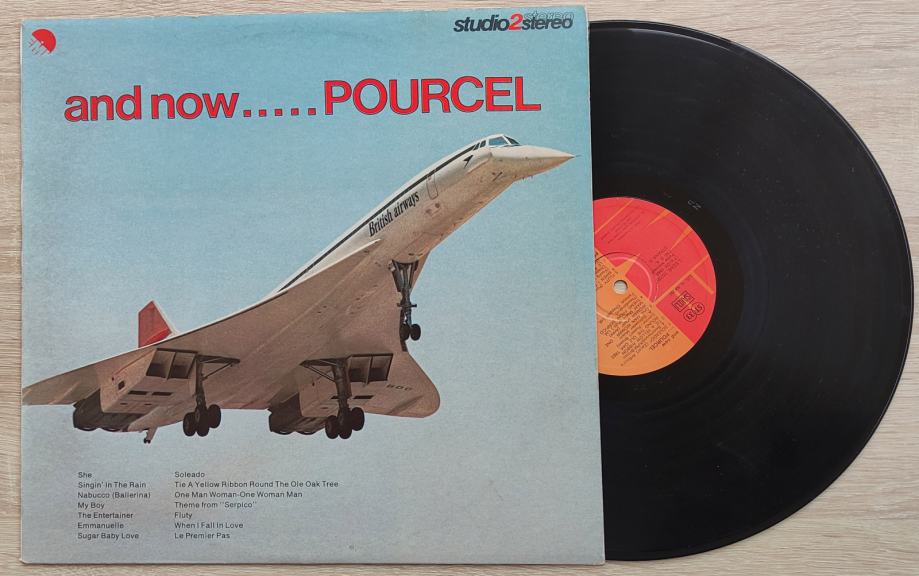 studio2stereo
and now.....POURCEL
British airways
She
Singin' In The Rain
Nabucco (Ballerina)
My Boy
The Entertainer
Emmanuelle
Sugar Baby Love
Soleado
Tie A Yellow Ribbon Round The Ole Oak Tree
One Man Woman-One Woman Man
Theme from "Serpico"
Fluty
When I Fall In Love
Le Premier Pas
POURCEL